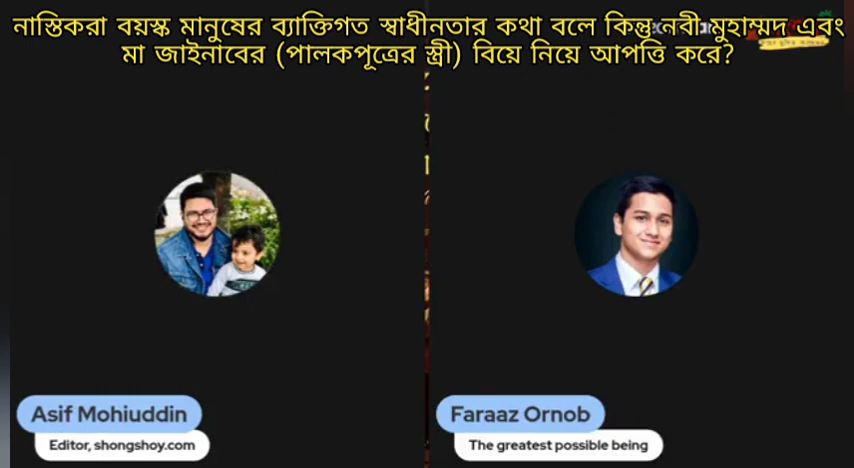 নাস্তিকরা বয়স্ক মানুষের ব্যাক্তিগত স্বাধীনতার কথা বলে কিন্তু নবী মুহাম্মদ এবং
মা জাইনাবের (পালকপূত্রের স্ত্রী) বিয়ে নিয়ে আপত্তি করে?
Asif Mohiuddin
Editor, shongshoy.com
Faraaz Ornob
The greatest possible being